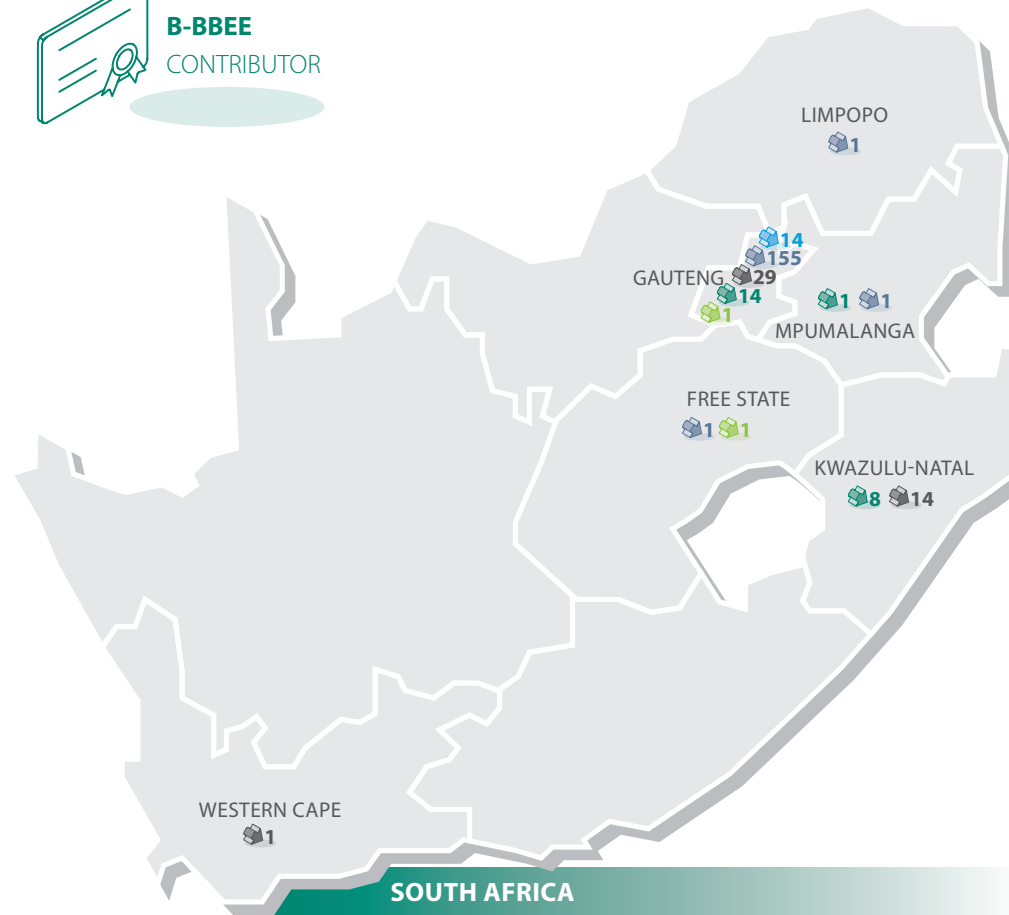 B-BBEE
CONTRIBUTOR
LIMPOPO
1
14
155
GAUTENG 29
14
1
1 1
MPUMALANGA
FREE STATE
1 1
KWAZULU-NATAL
8 14
WESTERN CAPE
1
SOUTH AFRICA